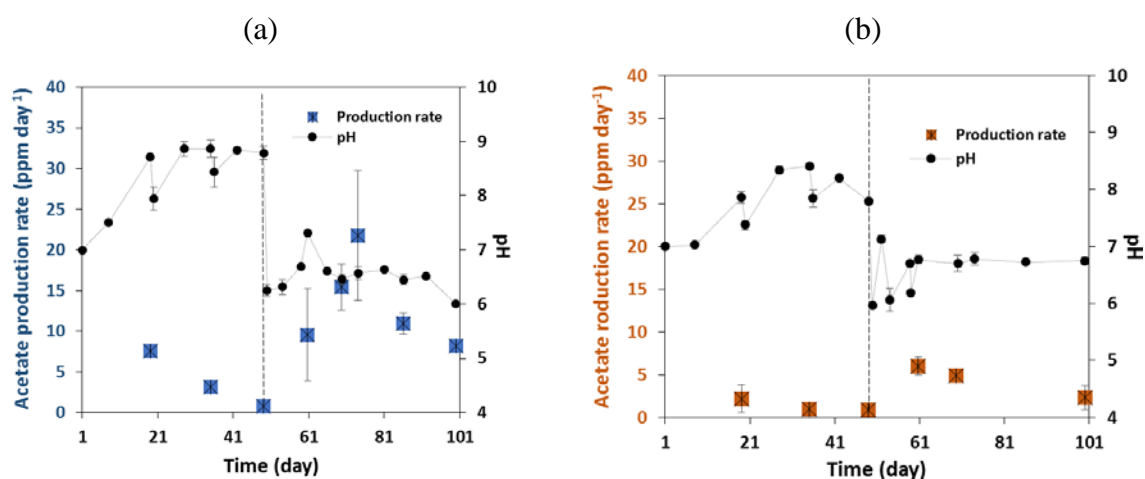 (a)
(b)
Acetate production rate (ppm day-1)
40
35
30
25
20
15
10
5
0
10
9
8
7
6
5
4
pH
Production rate
pH
1 21 41 61 81 101
Time (day)
Acetate roduction rate (ppm day-1)
40
35
30
25
20
15
10
5
0
10
9
8
7
6
5
4
pH
Production rate
pH
1 21 41 61 81 101
Time (day)